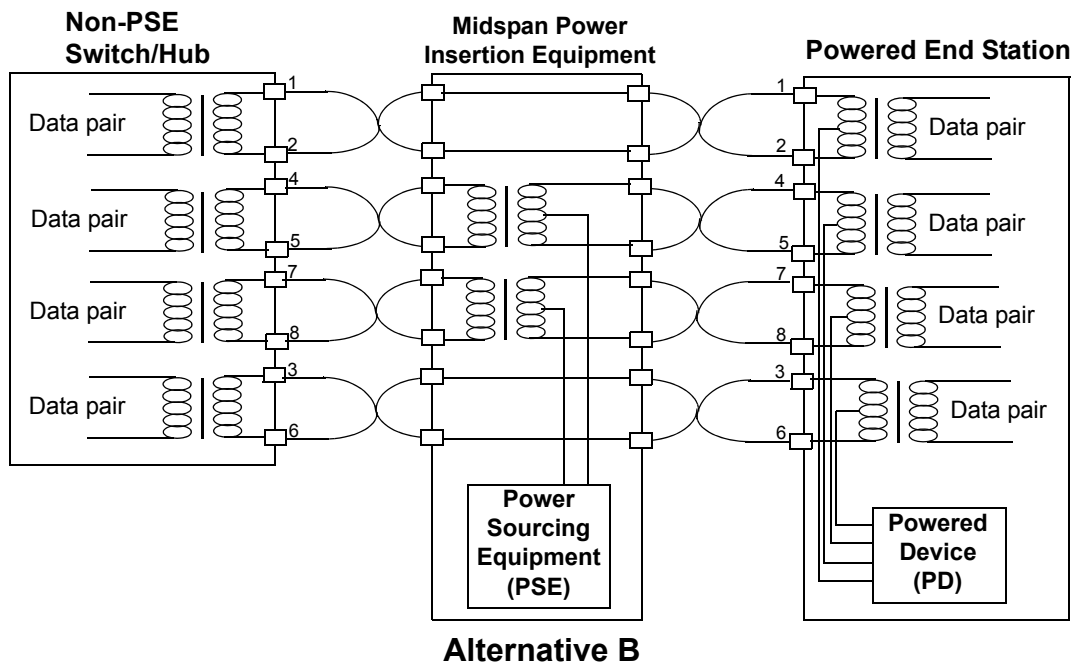 Non-PSE
Switch/Hub
Midspan Power
Insertion Equipment
Powered End Station
Data pair
1
2
1
2
Data pair
Data pair
4
5
4
5
Data pair
Data pair
7
8
7
8
Data pair
Data pair
3
6
3
6
Data pair
Power
Sourcing
Equipment
(PSE)
Powered
Device
(PD)
Alternative B